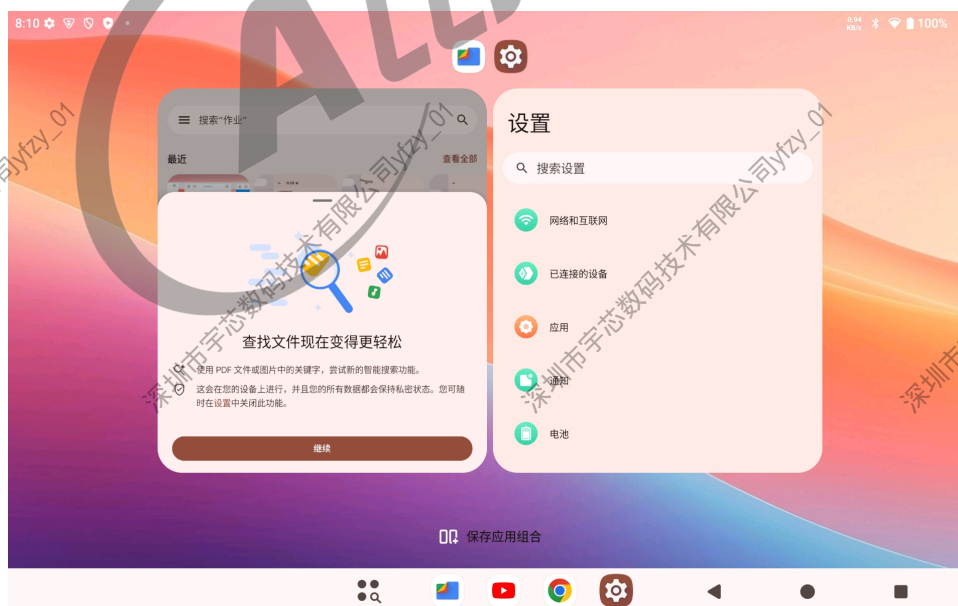 8:10
0.94
KB/s
100%
搜索“作业”
最近
查看全部
查找文件现在变得更轻松
使用 PDF 文件或图片中的关键字，尝试新的智能搜索功能。
这会在您的设备上进行，并且您的所有数据都会保持私密状态。您可随
时在设置中关闭此功能。
继续
设置
搜索设置
网络和互联网
已连接的设备
应用
通知
电池
保存应用组合
深圳市宇芯数码技术有限公司yfzy_01
深圳市宇芯数码技术有限公司yfzy_01
司yfzy_01
深圳市